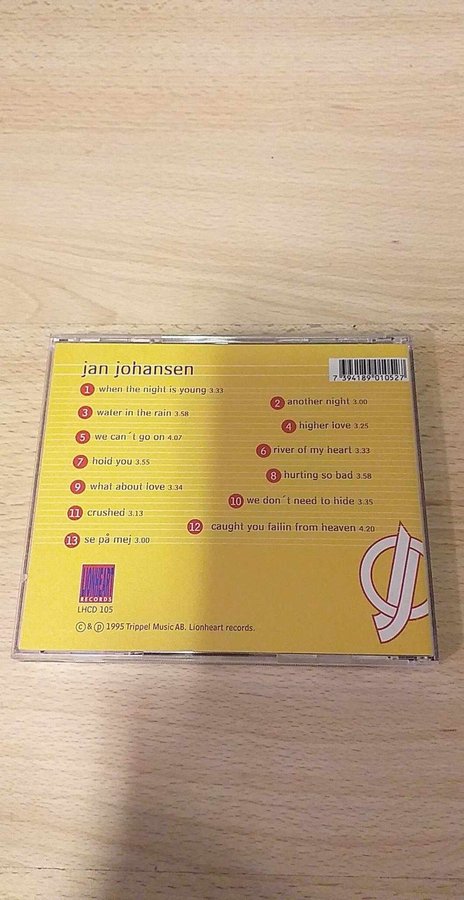 jan johansen
7 394189 010527
1 when the night is young 3.33
2 another night 3.00
3 water in the rain 3.58
4 higher love 3.25
5 we can´t go on 4.07
6 river of my heart 3.33
7 hold you 3.55
8 hurting so bad 3.58
9 what about love 3.34
10 we don´t need to hide 3.35
11 crushed 3.13
12 caught you fallin from heaven 4.20
13 se på mej 3.00
LIONHEART
RECORDS
LHCD 105
© & ℗ 1995 Trippel Music AB. Lionheart records.